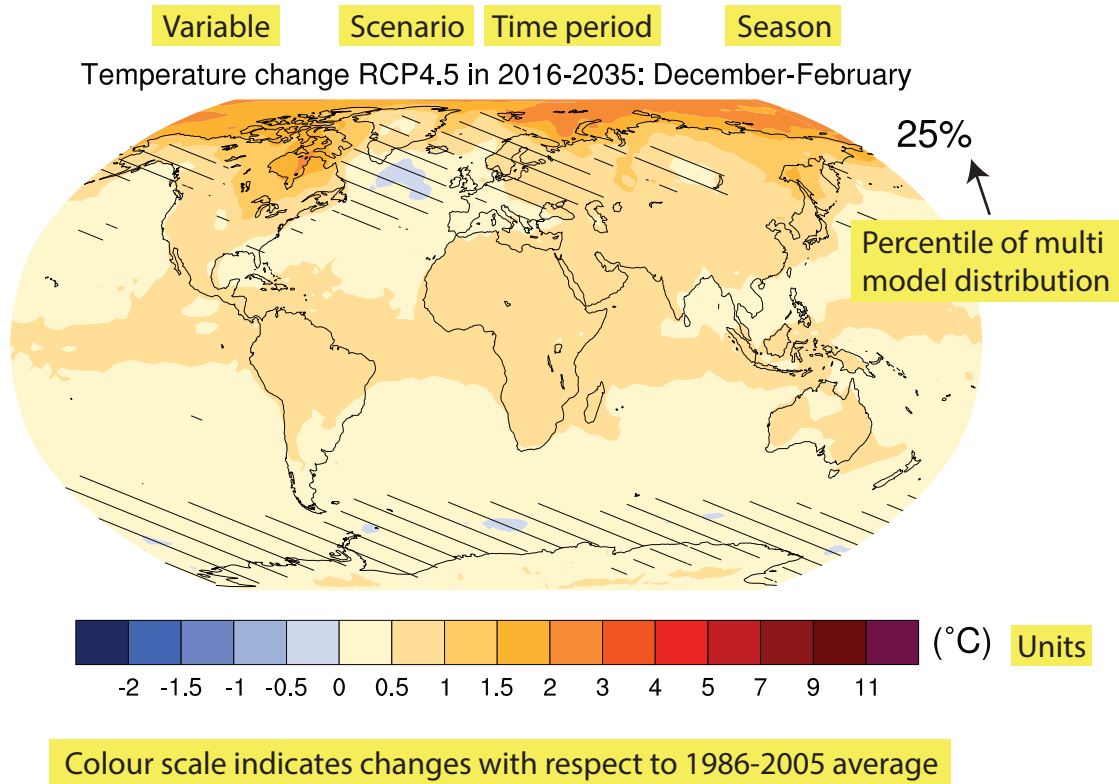 Variable Scenario Time period Season
Temperature change RCP4.5 in 2016-2035: December-February
25%
Percentile of multi
model distribution
(°C) Units
-2 -1.5 -1 -0.5 0 0.5 1 1.5 2 3 4 5 7 9 11
Colour scale indicates changes with respect to 1986-2005 average